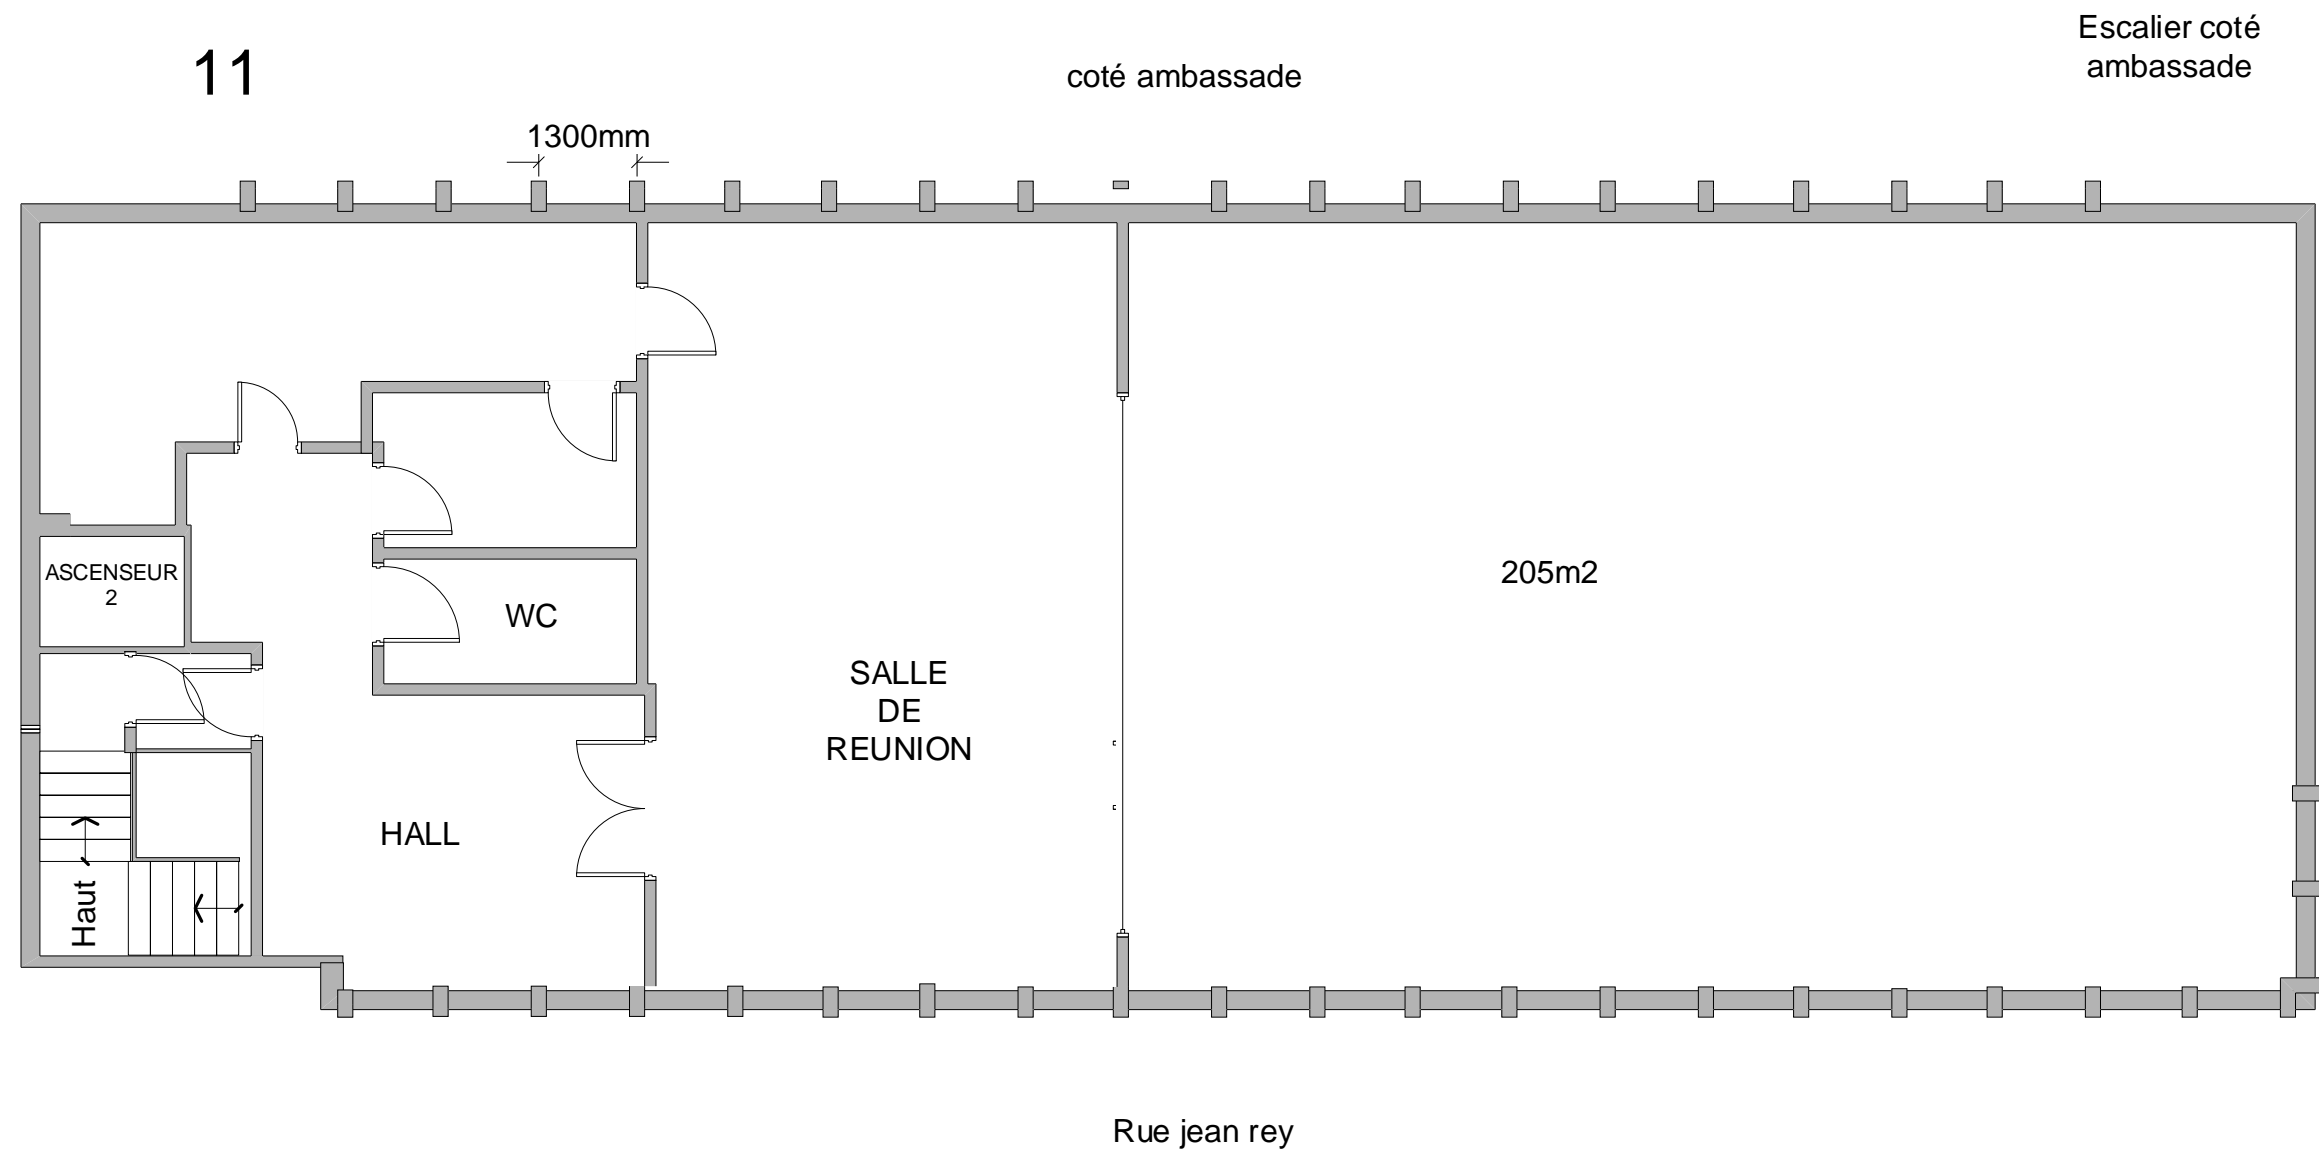 Escalier coté
ambassade
11
coté ambassade
1300mm
ASCENSEUR
2
205m2
WC
SALLE
DE
REUNION
HALL
Haut
Rue jean rey